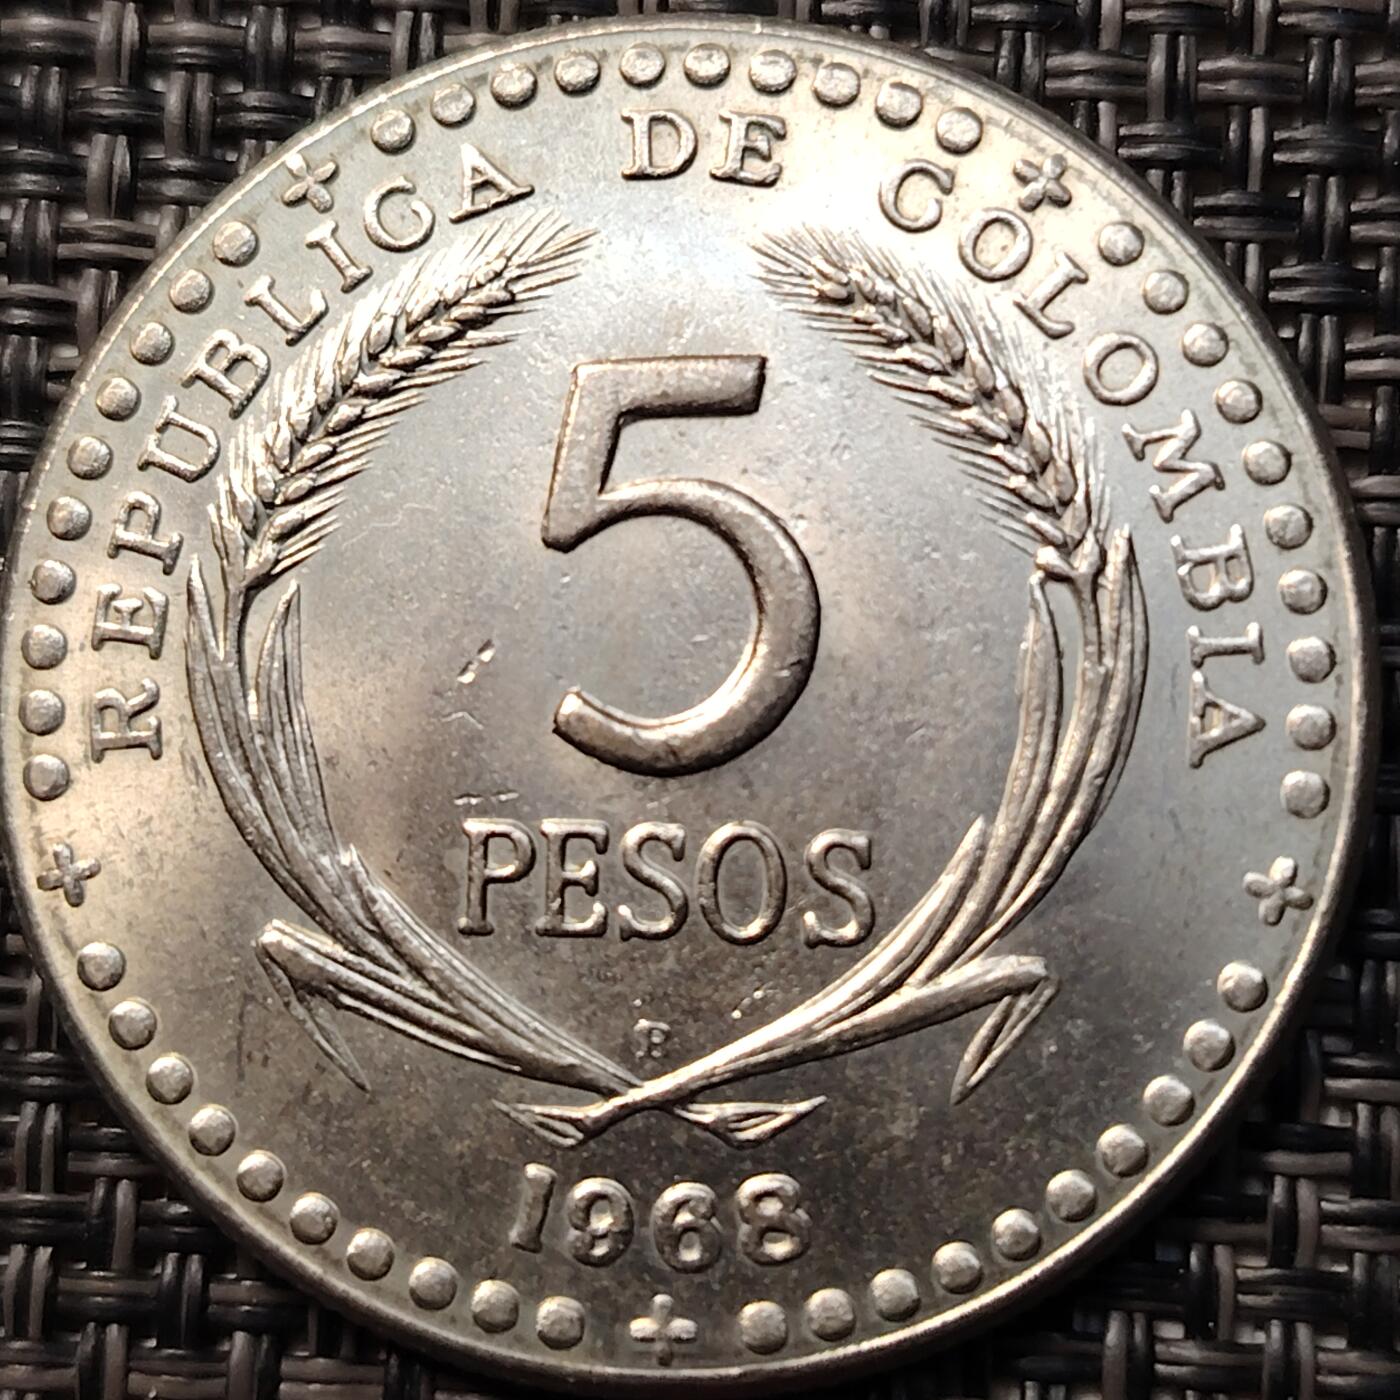 REPUBLICA DE COLOMBIA
5
PESOS
B
1968